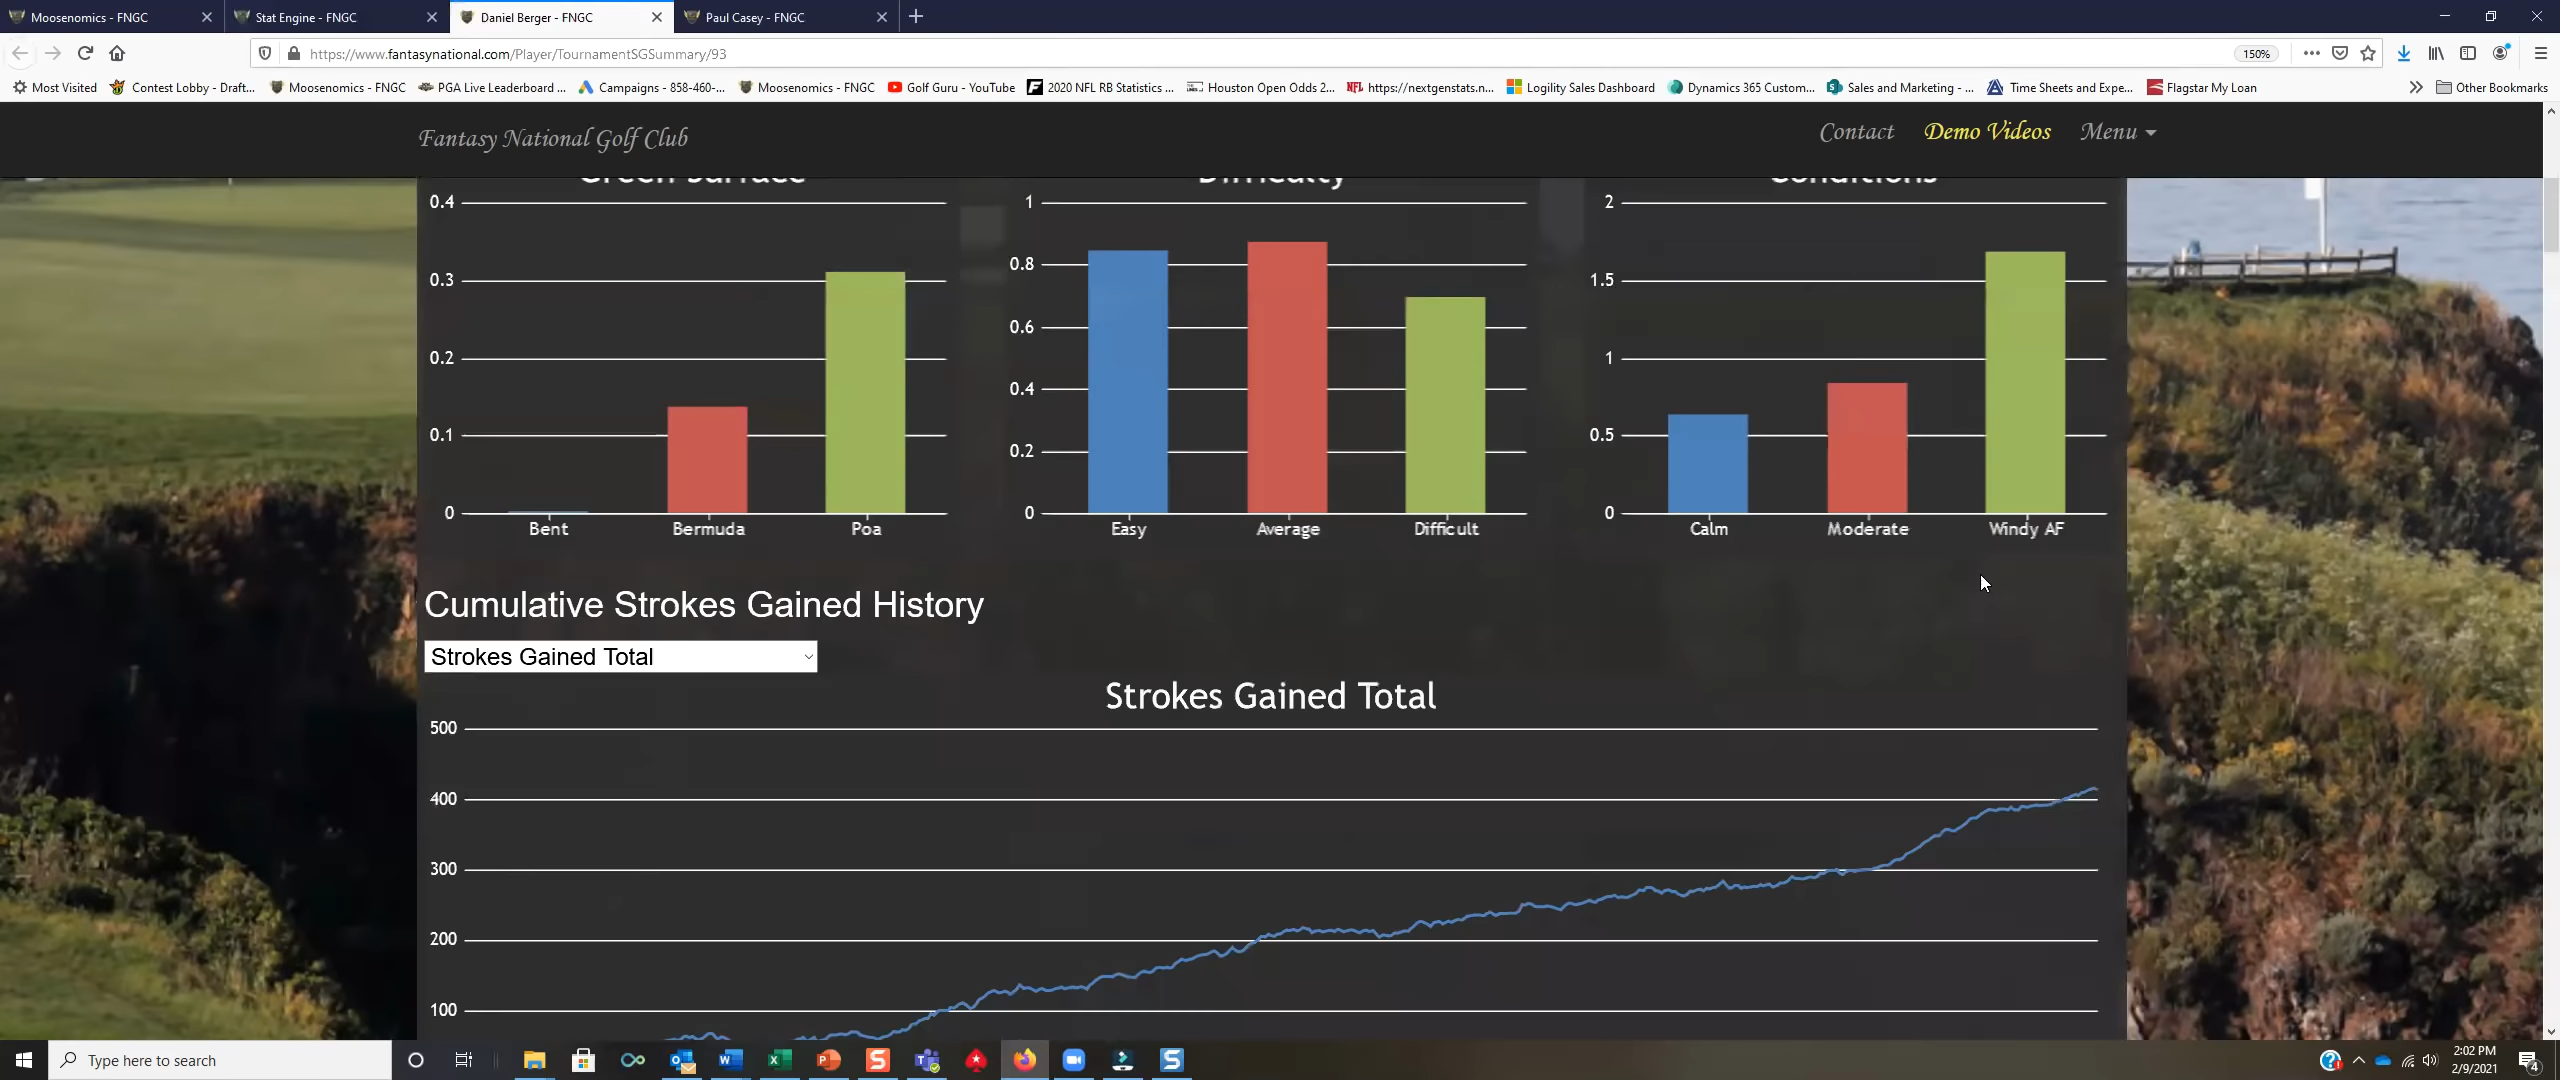 Moosenomics - FNGC
Stat Engine - FNGC
Daniel Berger - FNGC
Paul Casey - FNGC
https://www.fantasynational.com/Player/TournamentSGSummary/93
150%
Most Visited
Contest Lobby - Draft...
Moosenomics - FNGC
PGA Live Leaderboard ...
Campaigns - 858-460-...
Moosenomics - FNGC
Golf Guru - YouTube
2020 NFL RB Statistics ...
Houston Open Odds 2...
https://nextgenstats.n...
Logility Sales Dashboard
Dynamics 365 Custom...
Sales and Marketing - ...
Time Sheets and Expe...
Flagstar My Loan
Other Bookmarks
Fantasy National Golf Club
Contact
Demo Videos
Menu
Green Surface
0.4
0.3
0.2
0.1
0
Bent
Bermuda
Poa
Difficulty
1
0.8
0.6
0.4
0.2
0
Easy
Average
Difficult
Conditions
2
1.5
1
0.5
0
Calm
Moderate
Windy AF
Cumulative Strokes Gained History
Strokes Gained Total
Strokes Gained Total
500
400
300
200
100
Type here to search
2:02 PM
2/9/2021
4